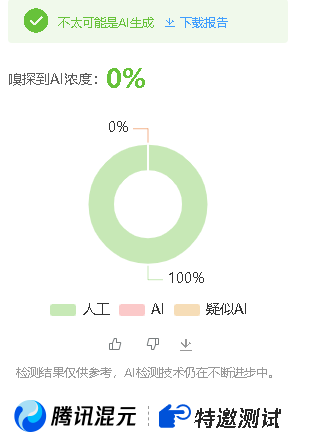 不太可能是AI生成 下载报告
嗅探到AI浓度：0%
0%
100%
人工 AI 疑似AI
检测结果仅供参考，AI检测技术仍在不断进步中。
腾讯混元 特邀测试